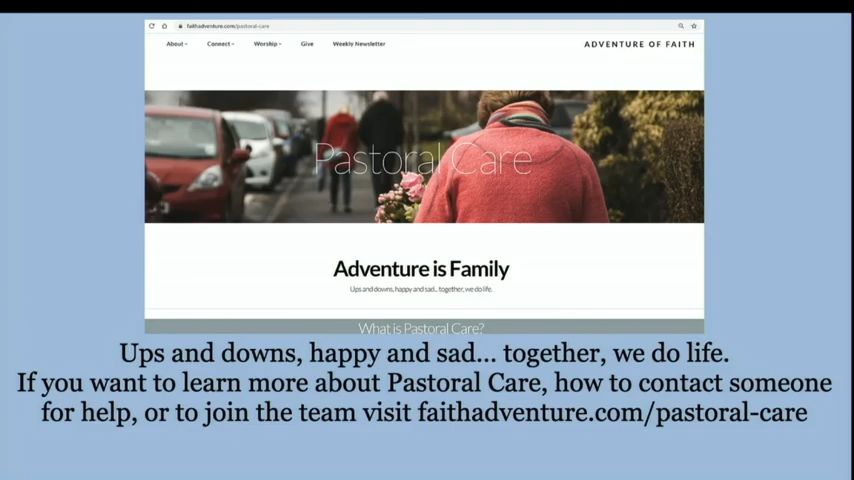 faithadventure.com/pastoral-care
About Connect Worship Give Weekly Newsletter ADVENTURE OF FAITH
Pastoral Care
Adventure is Family
Ups and downs, happy and sad... together, we do life.
What is Pastoral Care?
Ups and downs, happy and sad... together, we do life.
If you want to learn more about Pastoral Care, how to contact someone
for help, or to join the team visit faithadventure.com/pastoral-care